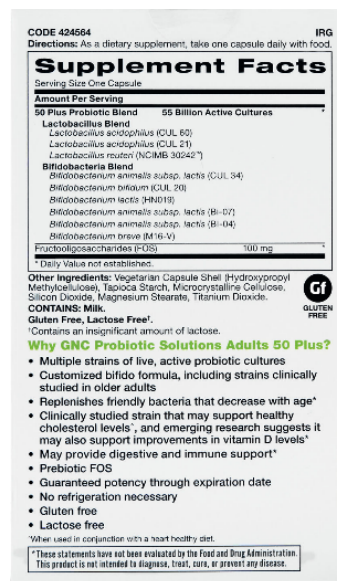 CODE 424564 IRG
Directions: As a dietary supplement, take one capsule daily with food.
Supplement Facts
Serving Size One Capsule
Amount Per Serving
50 Plus Probiotic Blend 55 Billion Active Cultures *
Lactobacillus Blend
Lactobacillus acidophilus (CUL 60)
Lactobacillus acidophilus (CUL 21)
Lactobacillus reuteri (NCIMB 30242™)
Bifidobacteria Blend
Bifidobacterium animalis subsp. lactis (CUL 34)
Bifidobacterium bifidum (CUL 20)
Bifidobacterium lactis (HN019)
Bifidobacterium animalis subsp. lactis (Bi-07)
Bifidobacterium animalis subsp. lactis (Bi-04)
Bifidobacterium breve (M16-V)
Fructooligosaccharides (FOS) 100 mg *
* Daily Value not established.
Other Ingredients: Vegetarian Capsule Shell (Hydroxypropyl
Methylcellulose), Tapioca Starch, Microcrystalline Cellulose,
Silicon Dioxide, Magnesium Stearate, Titanium Dioxide.
CONTAINS: Milk.
Gluten Free, Lactose Free†.
†Contains an insignificant amount of lactose.
Gf
GLUTEN
FREE
Why GNC Probiotic Solutions Adults 50 Plus?
• Multiple strains of live, active probiotic cultures
• Customized bifido formula, including strains clinically
studied in older adults
• Replenishes friendly bacteria that decrease with age*
• Clinically studied strain that may support healthy
cholesterol levels^, and emerging research suggests it
may also support improvements in vitamin D levels*
• May provide digestive and immune support*
• Prebiotic FOS
• Guaranteed potency through expiration date
• No refrigeration necessary
• Gluten free
• Lactose free
^When used in conjunction with a heart healthy diet.
*These statements have not been evaluated by the Food and Drug Administration.
This product is not intended to diagnose, treat, cure, or prevent any disease.